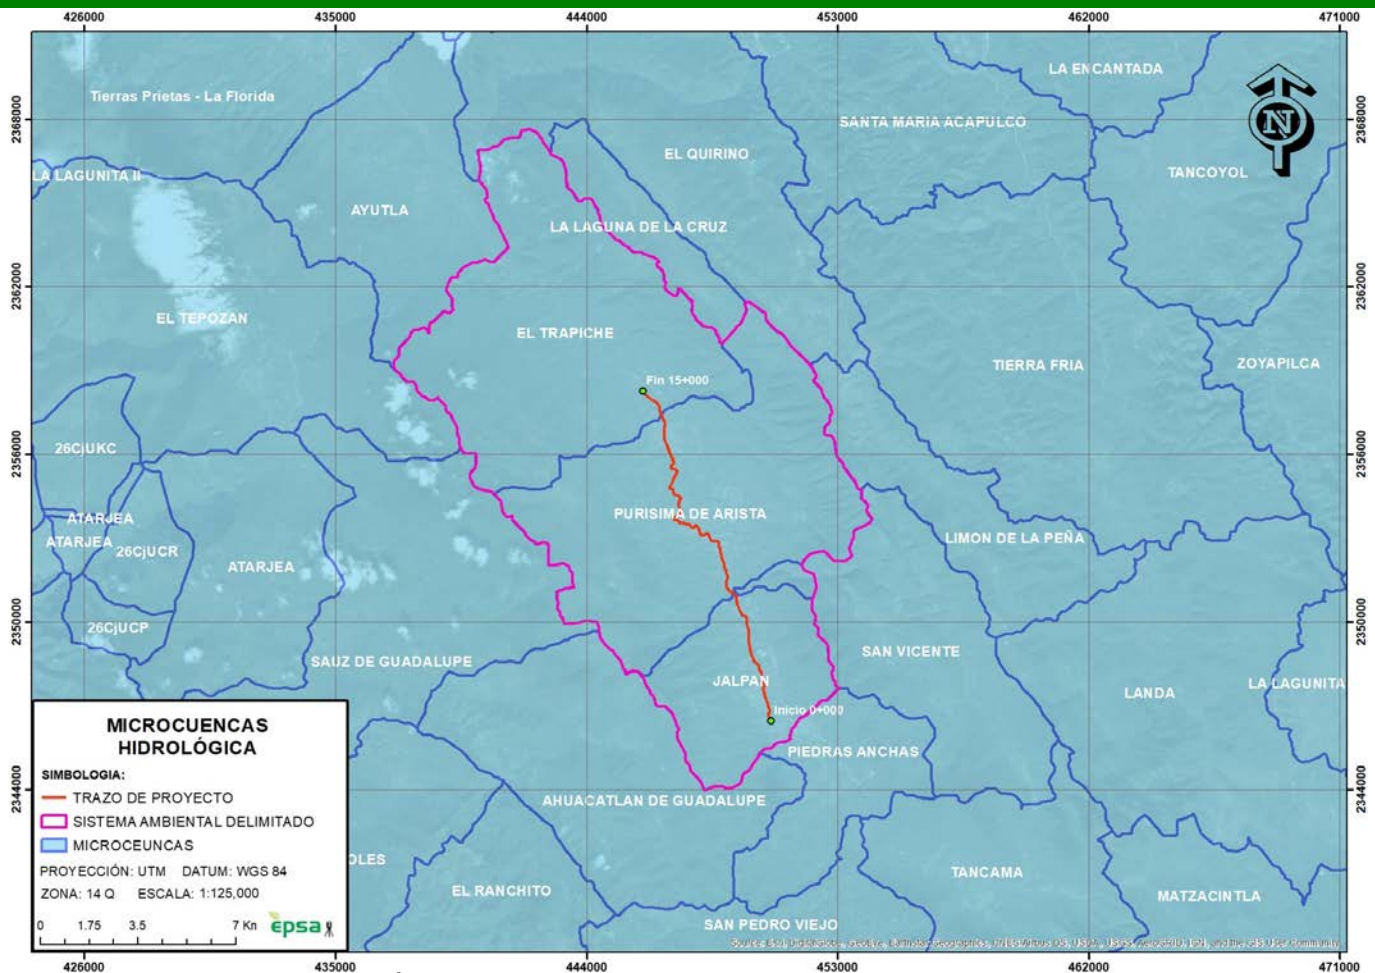 426000 435000 444000 453000 462000 471000
LA ENCANTADA
Tierras Prietas - La Florida
2368000 2368000
SANTA MARIA ACAPULCO
N
EL QUIRINO
LA LAGUNITA II
TANCOYOL
AYUTLA
LA LAGUNA DE LA CRUZ
2362000 2362000
EL TEPOZAN
EL TRAPICHE
TIERRA FRIA
ZOYAPILCA
Fin 15+000
26CjUKC
2356000 2356000
PURISIMA DE ARISTA
ATARJEA
LIMON DE LA PEÑA
ATARJEA
26CjUCR
ATARJEA
26CjUCP
2350000 2350000
SAUZ DE GUADALUPE
SAN VICENTE
JALPAN
LANDA
LA LAGUNITA
Inicio 0+000
PIEDRAS ANCHAS
2344000 2344000
AHUACATLAN DE GUADALUPE
OLES
EL RANCHITO
TANCAMA
MATZACINTLA
SAN PEDRO VIEJO
MICROCUENCAS
HIDROLÓGICA
SIMBOLOGIA:
TRAZO DE PROYECTO
SISTEMA AMBIENTAL DELIMITADO
MICROCEUNCAS
PROYECCIÓN: UTM DATUM: WGS 84
ZONA: 14 Q ESCALA: 1:125,000
0 1.75 3.5 7 Kn
epsa
426000 435000 444000 453000 462000 471000